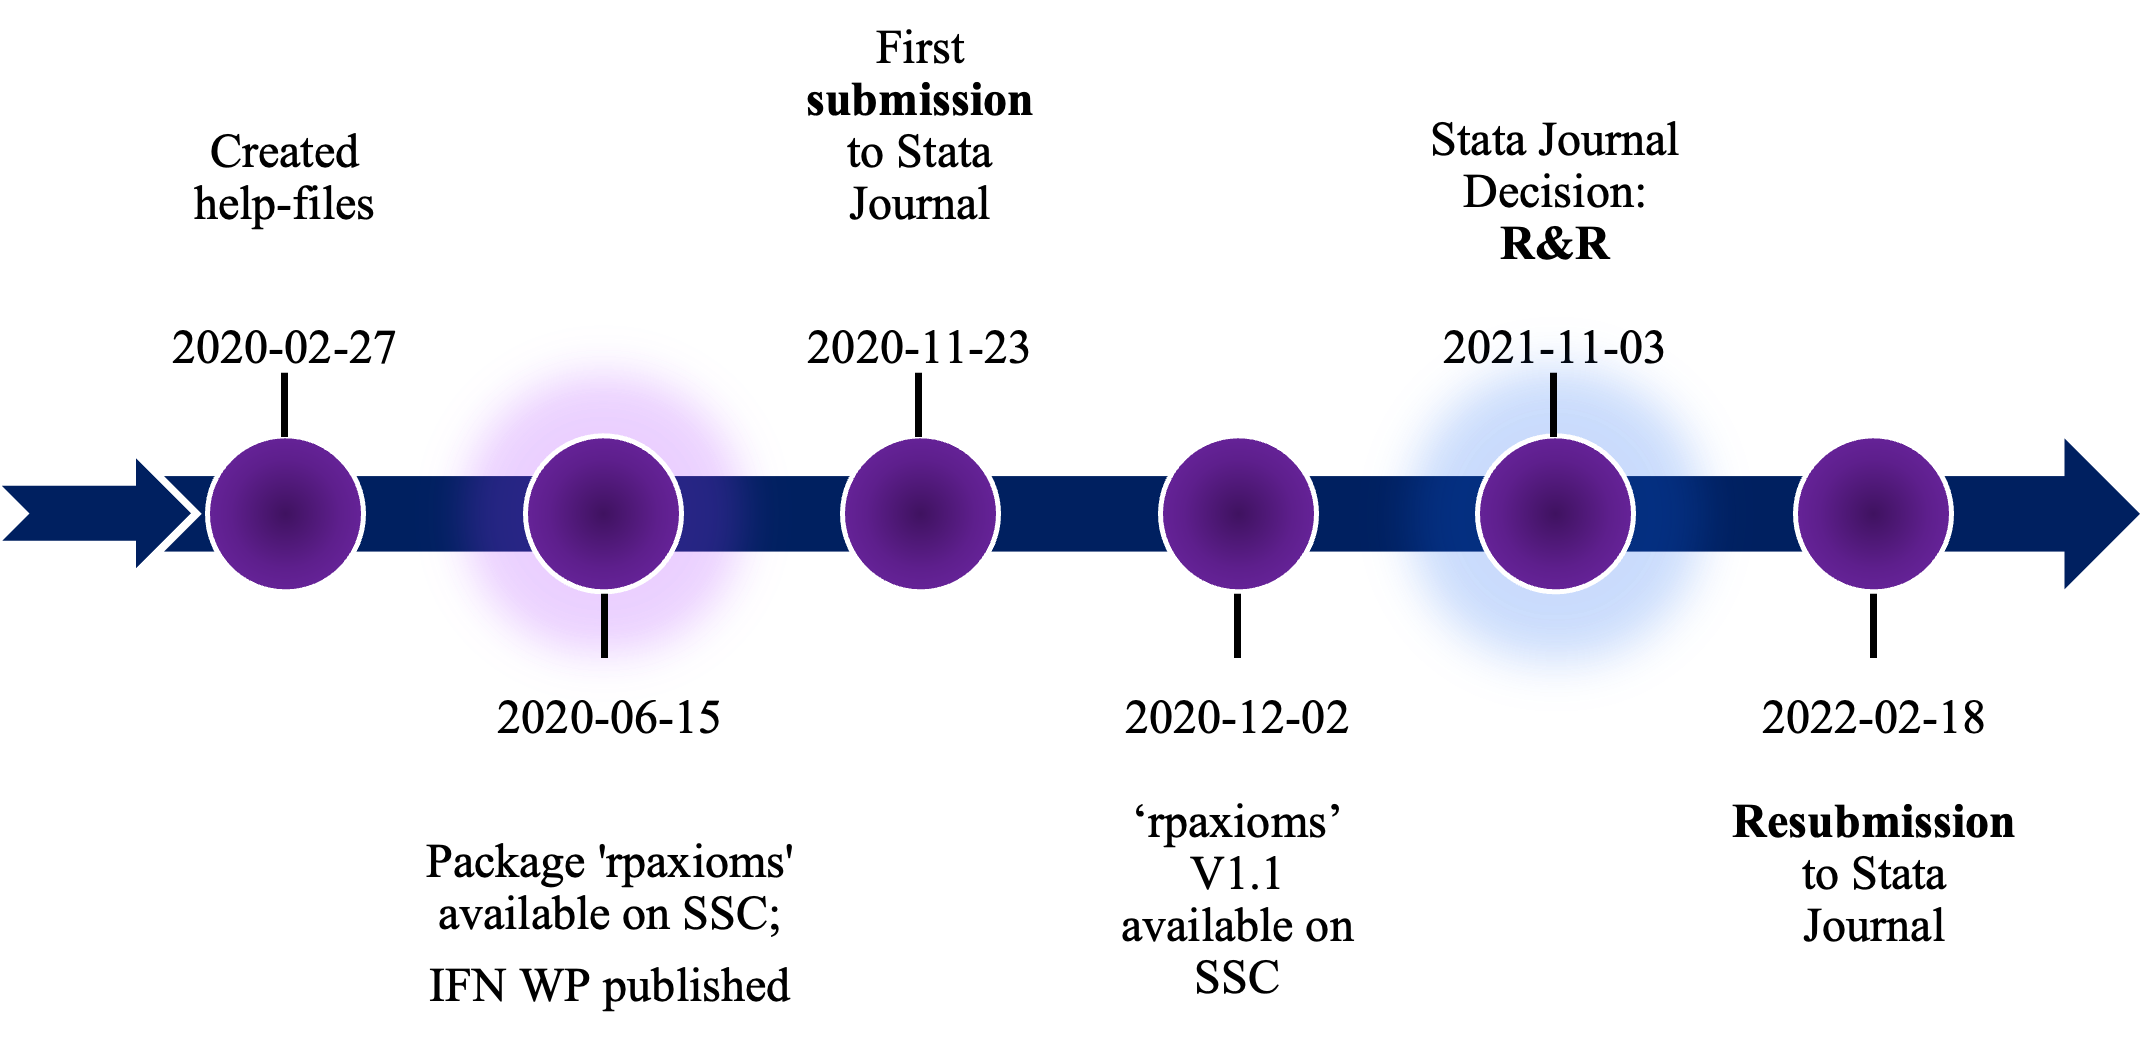 Created
help-files
2020-02-27
2020-06-15
Package 'rpaxioms'
available on SSC;
IFN WP published
First
submission
to Stata
Journal
2020-11-23
2020-12-02
‘rpaxioms’
V1.1
available on
SSC
Stata Journal
Decision:
R&R
2021-11-03
2022-02-18
Resubmission
to Stata
Journal